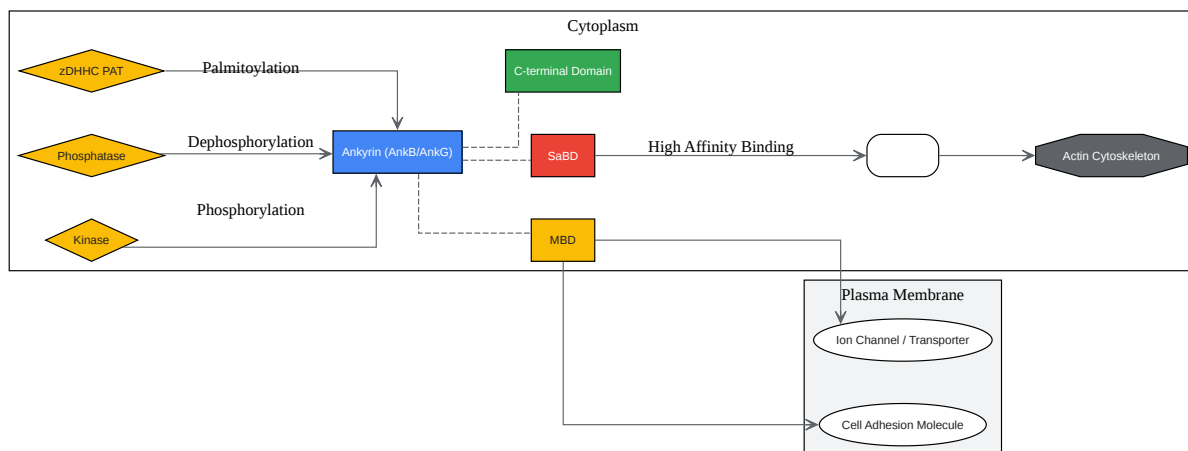 Cytoplasm
zDHHC PAT
Palmitoylation
C-terminal Domain
Phosphatase
Dephosphorylation
Ankyrin (AnkB/AnkG)
SaBD
High Affinity Binding
Actin Cytoskeleton
Phosphorylation
Kinase
MBD
Plasma Membrane
Ion Channel / Transporter
Cell Adhesion Molecule